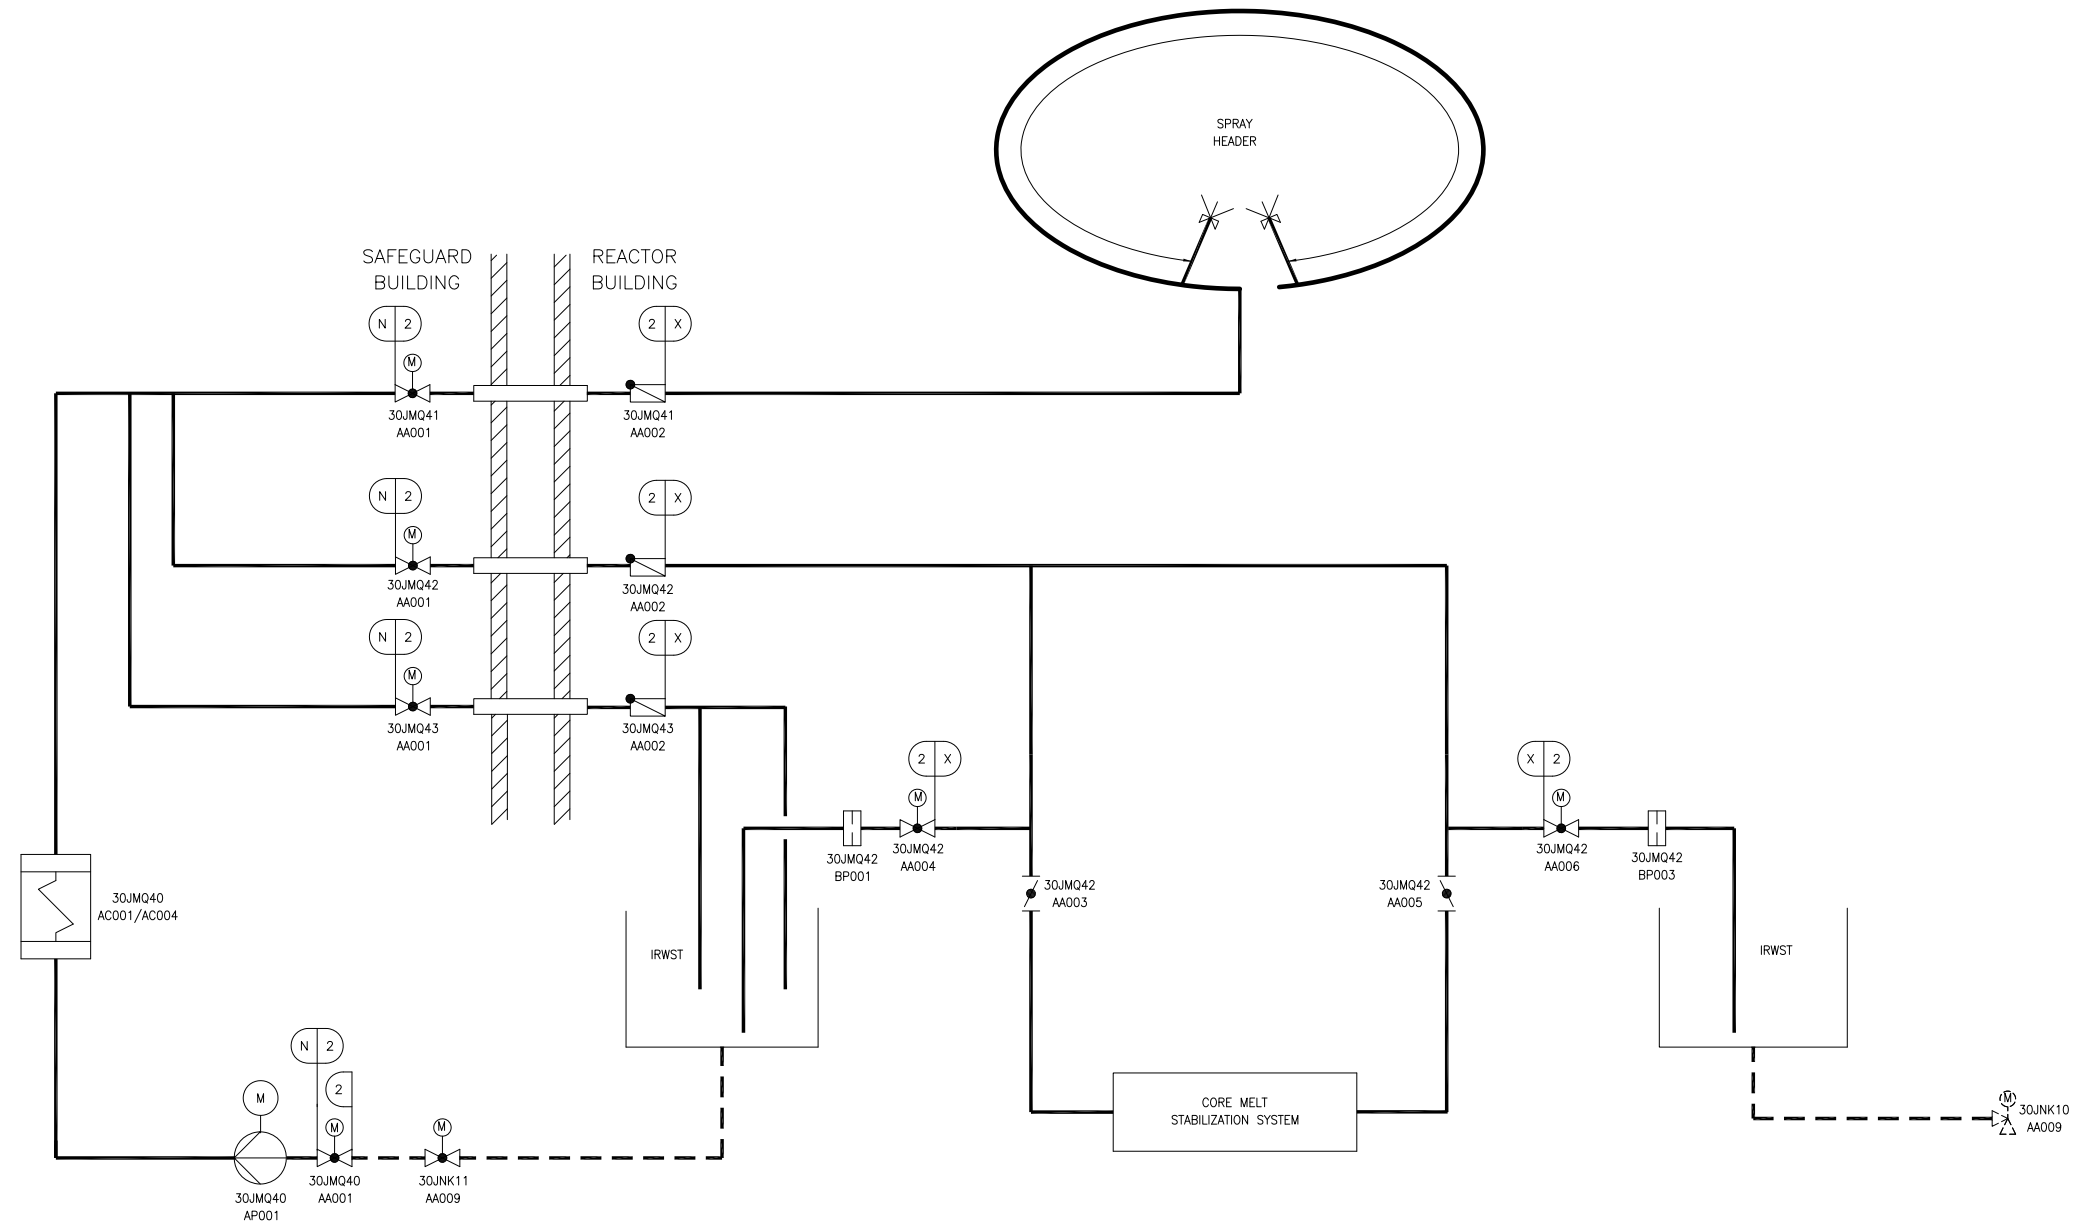 SPRAY
HEADER
SAFEGUARD
BUILDING
REACTOR
BUILDING
N 2
2 X
M
30JMQ41
AA001
30JMQ41
AA002
N 2
2 X
M
30JMQ42
AA001
30JMQ42
AA002
N 2
2 X
M
30JMQ43
AA001
30JMQ43
AA002
2 X
X 2
M
M
30JMQ42
BP001
30JMQ42
AA004
30JMQ42
AA006
30JMQ42
BP003
30JMQ42
AA003
30JMQ42
AA005
30JMQ40
AC001/AC004
IRWST
IRWST
N 2
2
M
M
M
30JMQ40
AP001
30JMQ40
AA001
30JNK11
AA009
CORE MELT
STABILIZATION SYSTEM
M
30JNK10
AA009